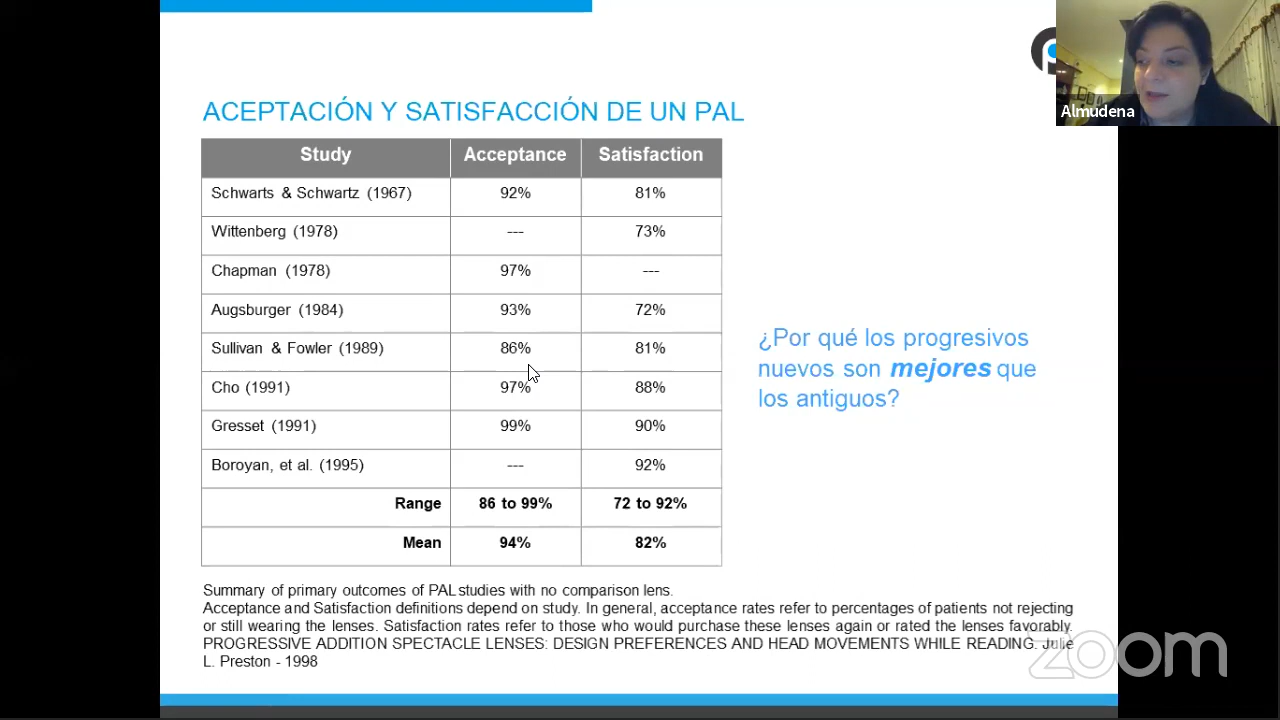 Almudena
ACEPTACIÓN Y SATISFACCIÓN DE UN PAL
Study Acceptance Satisfaction
Schwarts & Schwartz (1967) 92% 81%
Wittenberg (1978) --- 73%
Chapman (1978) 97% ---
Augsburger (1984) 93% 72%
Sullivan & Fowler (1989) 86% 81%
Cho (1991) 97% 88%
Gresset (1991) 99% 90%
Boroyan, et al. (1995) --- 92%
Range 86 to 99% 72 to 92%
Mean 94% 82%
¿Por qué los progresivos
nuevos son mejores que
los antiguos?
Summary of primary outcomes of PAL studies with no comparison lens.
Acceptance and Satisfaction definitions depend on study. In general, acceptance rates refer to percentages of patients not rejecting
or still wearing the lenses. Satisfaction rates refer to those who would purchase these lenses again or rated the lenses favorably.
PROGRESSIVE ADDITION SPECTACLE LENSES: DESIGN PREFERENCES AND HEAD MOVEMENTS WHILE READING. Julie
L. Preston - 1998
zoom